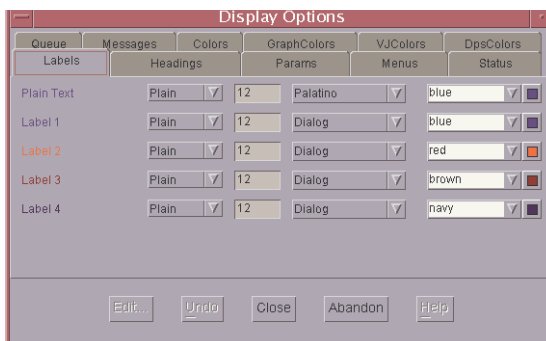 Display Options
Queue Messages Colors GraphColors VJColors DpsColors
Labels Headings Params Menus Status
Plain Text Plain 12 Palatino blue
Label 1 Plain 12 Dialog blue
Label 2 Plain 12 Dialog red
Label 3 Plain 12 Dialog brown
Label 4 Plain 12 Dialog navy
Edit... Undo Close Abandon Help